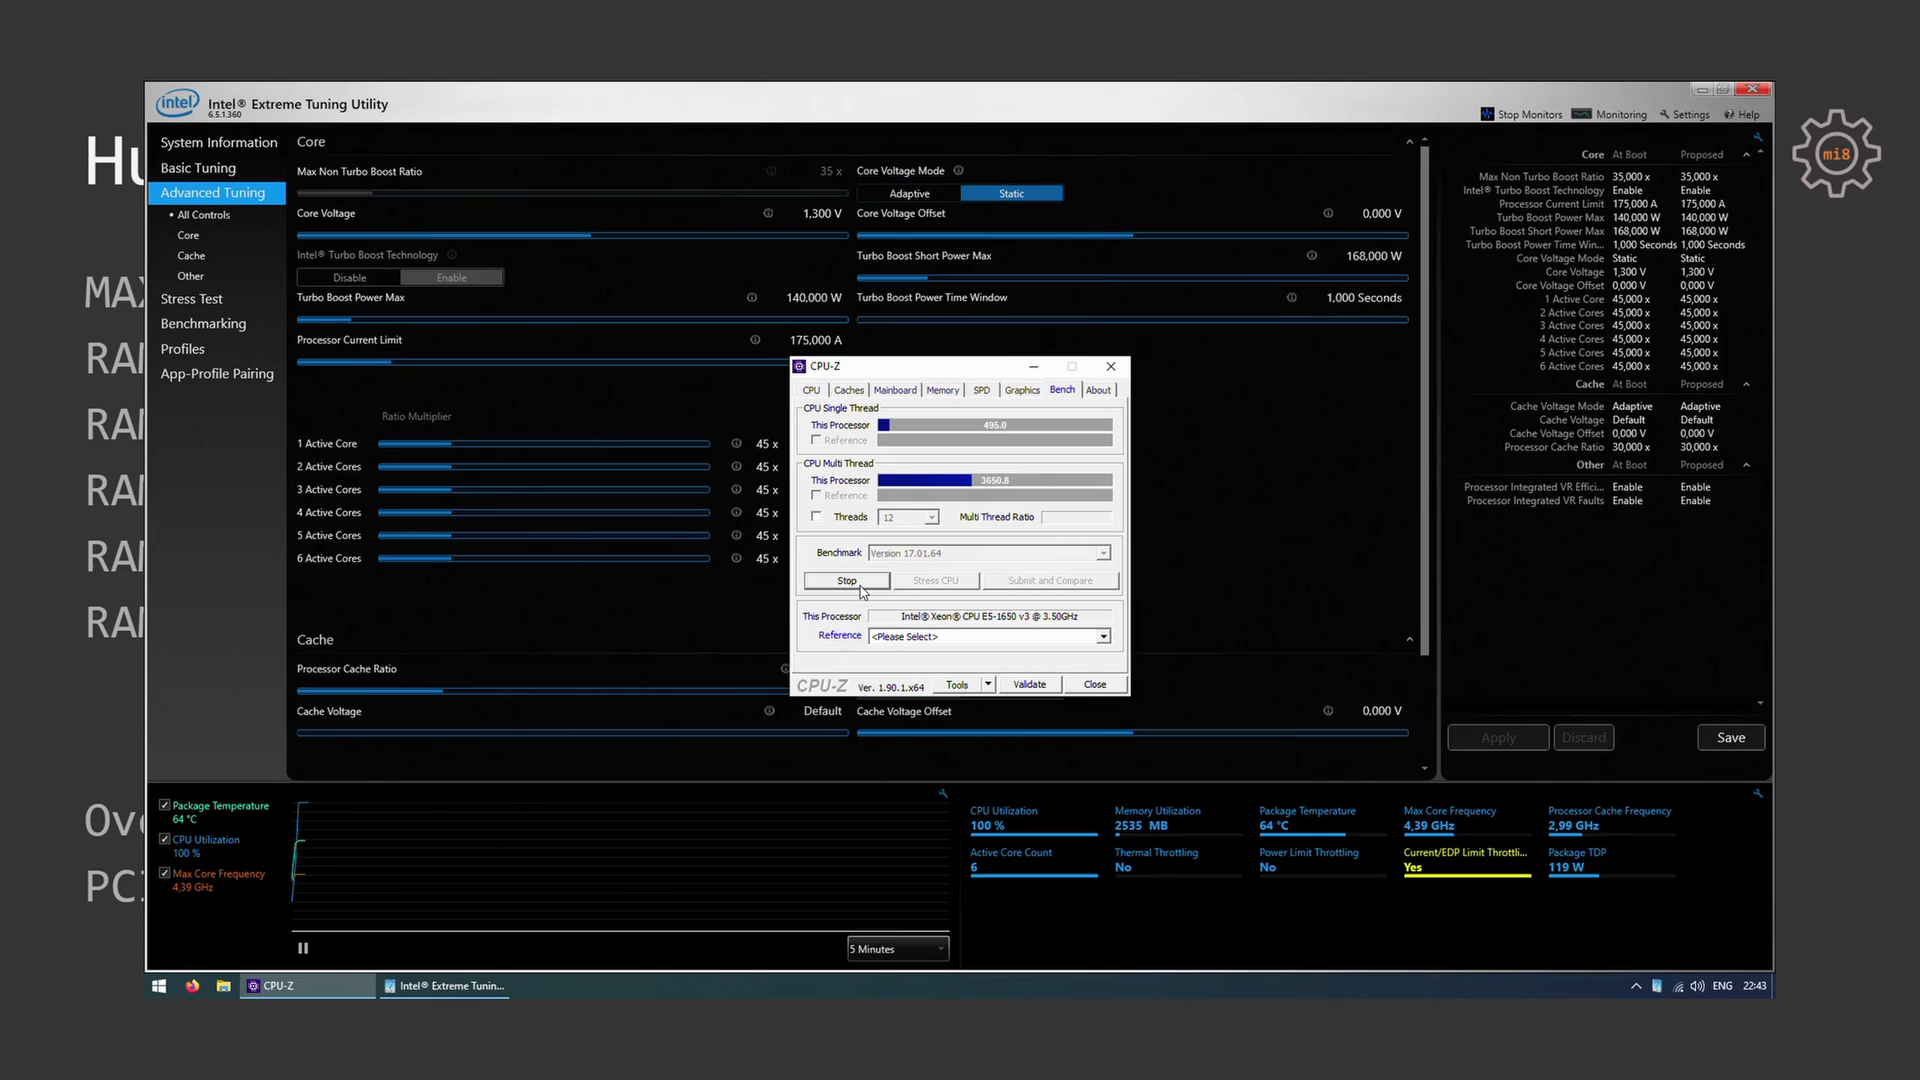 Hu
MAX
RAM
RAM
RAM
RAM
RAM
Ove
PCI
mi8
intel
Intel® Extreme Tuning Utility
6.5.1.360
Stop Monitors
Monitoring
Settings
Help
System Information
Basic Tuning
Advanced Tuning
• All Controls
Core
Cache
Other
Stress Test
Benchmarking
Profiles
App-Profile Pairing
Core
Max Non Turbo Boost Ratio 35 x
Core Voltage Mode
Adaptive Static
Core Voltage 1,300 V
Core Voltage Offset 0,000 V
Intel® Turbo Boost Technology
Disable Enable
Turbo Boost Short Power Max 168,000 W
Turbo Boost Power Max 140,000 W
Turbo Boost Power Time Window 1,000 Seconds
Processor Current Limit 175,000 A
Ratio Multiplier
1 Active Core 45 x
2 Active Cores 45 x
3 Active Cores 45 x
4 Active Cores 45 x
5 Active Cores 45 x
6 Active Cores 45 x
Cache
Processor Cache Ratio
Cache Voltage Default
Cache Voltage Offset 0,000 V
CPU-Z
CPU Caches Mainboard Memory SPD Graphics Bench About
CPU Single Thread
This Processor 495.0
Reference
CPU Multi Thread
This Processor 3650.8
Reference
Threads 12 Multi Thread Ratio
Benchmark Version 17.01.64
Stop Stress CPU Submit and Compare
This Processor Intel® Xeon® CPU E5-1650 v3 @ 3.50GHz
Reference <Please Select>
CPU-Z Ver. 1.90.1.x64 Tools Validate Close
Core At Boot Proposed
Max Non Turbo Boost Ratio 35,000 x 35,000 x
Intel® Turbo Boost Technology Enable Enable
Processor Current Limit 175,000 A 175,000 A
Turbo Boost Power Max 140,000 W 140,000 W
Turbo Boost Short Power Max 168,000 W 168,000 W
Turbo Boost Power Time Win... 1,000 Seconds 1,000 Seconds
Core Voltage Mode Static Static
Core Voltage 1,300 V 1,300 V
Core Voltage Offset 0,000 V 0,000 V
1 Active Core 45,000 x 45,000 x
2 Active Cores 45,000 x 45,000 x
3 Active Cores 45,000 x 45,000 x
4 Active Cores 45,000 x 45,000 x
5 Active Cores 45,000 x 45,000 x
6 Active Cores 45,000 x 45,000 x
Cache At Boot Proposed
Cache Voltage Mode Adaptive Adaptive
Cache Voltage Default Default
Cache Voltage Offset 0,000 V 0,000 V
Processor Cache Ratio 30,000 x 30,000 x
Other At Boot Proposed
Processor Integrated VR Effici... Enable Enable
Processor Integrated VR Faults Enable Enable
Apply Discard Save
Package Temperature
64 °C
CPU Utilization
100 %
Max Core Frequency
4,39 GHz
5 Minutes
CPU Utilization
100 %
Memory Utilization
2535 MB
Package Temperature
64 °C
Max Core Frequency
4,39 GHz
Processor Cache Frequency
2,99 GHz
Active Core Count
6
Thermal Throttling
No
Power Limit Throttling
No
Current/EDP Limit Throttli...
Yes
Package TDP
119 W
CPU-Z
Intel® Extreme Tunin...
ENG 22:43